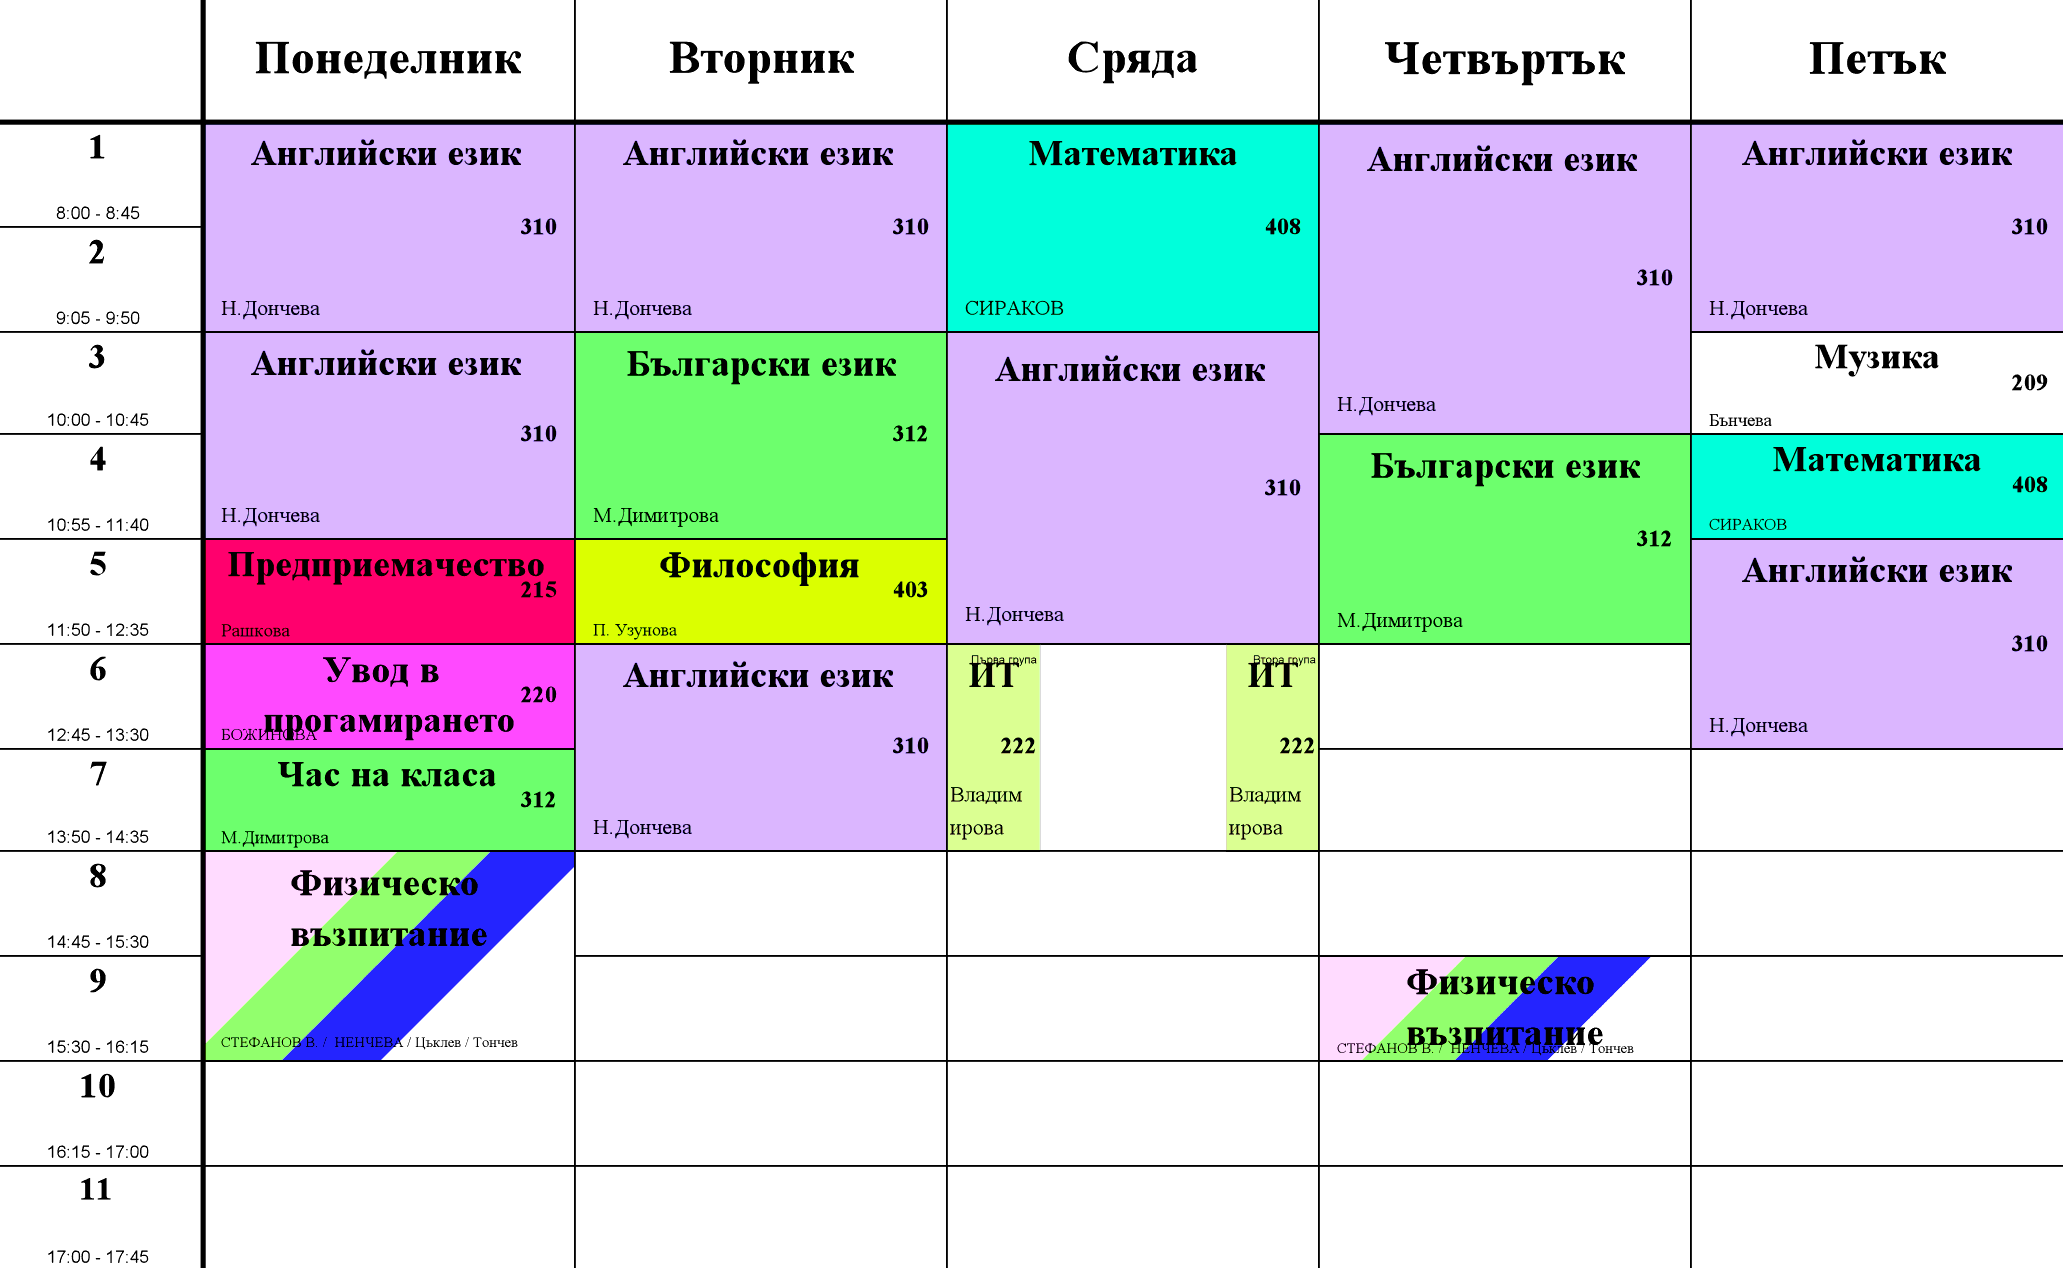 Понеделник
Вторник
Сряда
Четвъртък
Петък
1
8:00 - 8:45
Английски език
310
Н.Дончева
Английски език
310
Н.Дончева
Математика
408
СИРАКОВ
Английски език
310
Н.Дончева
Английски език
310
Н.Дончева
2
9:05 - 9:50
3
10:00 - 10:45
Английски език
310
Н.Дончева
Български език
312
М.Димитрова
Английски език
310
Н.Дончева
Музика
209
Бънчева
4
10:55 - 11:40
Български език
312
М.Димитрова
Математика
408
СИРАКОВ
5
11:50 - 12:35
Предприемачество
215
Рашкова
Философия
403
П. Узунова
Английски език
310
Н.Дончева
6
12:45 - 13:30
Увод в
220
прогамирането
БОЖИНОВА
Английски език
310
Н.Дончева
Първа група
ИТ
222
Владим
ирова
Втора група
ИТ
222
Владим
ирова
7
13:50 - 14:35
Час на класа
312
М.Димитрова
8
14:45 - 15:30
Физическо
възпитание
СТЕФАНОВ В. / НЕНЧЕВА / Цъклев / Тончев
9
15:30 - 16:15
Физическо
възпитание
СТЕФАНОВ В. / НЕНЧЕВА / Цъклев / Тончев
10
16:15 - 17:00
11
17:00 - 17:45